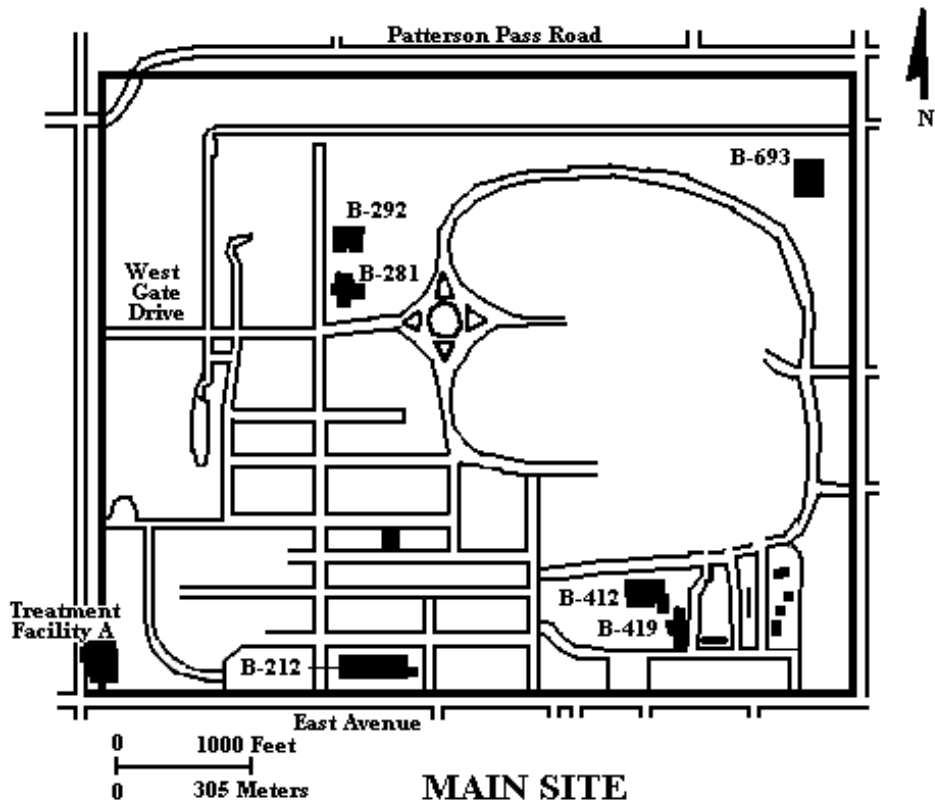 Patterson Pass Road
N
B-693
B-292
B-281
West
Gate
Drive
B-412
B-419
Treatment
Facility A
B-212
East Avenue
0 1000 Feet
0 305 Meters
MAIN SITE